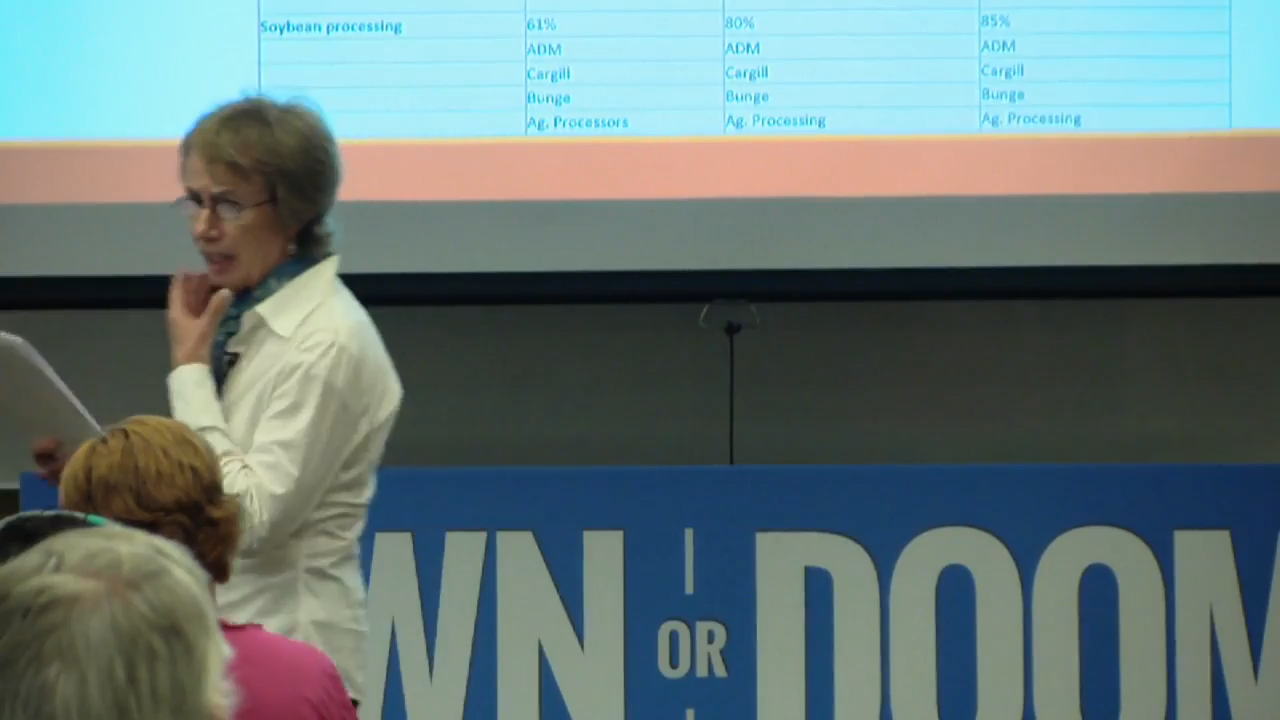 Soybean processing 61% 80% 85%
ADM ADM ADM
Cargill Cargill Cargill
Bunge Bunge Bunge
Ag. Processors Ag. Processing Ag. Processing
WN OR DOOM